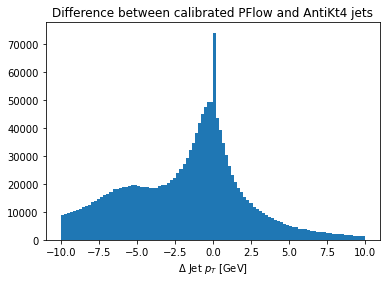 Difference between calibrated PFlow and AntiKt4 jets
70000
60000
50000
40000
30000
20000
10000
0
−10.0 −7.5 −5.0 −2.5 0.0 2.5 5.0 7.5 10.0
Δ Jet p_T [GeV]